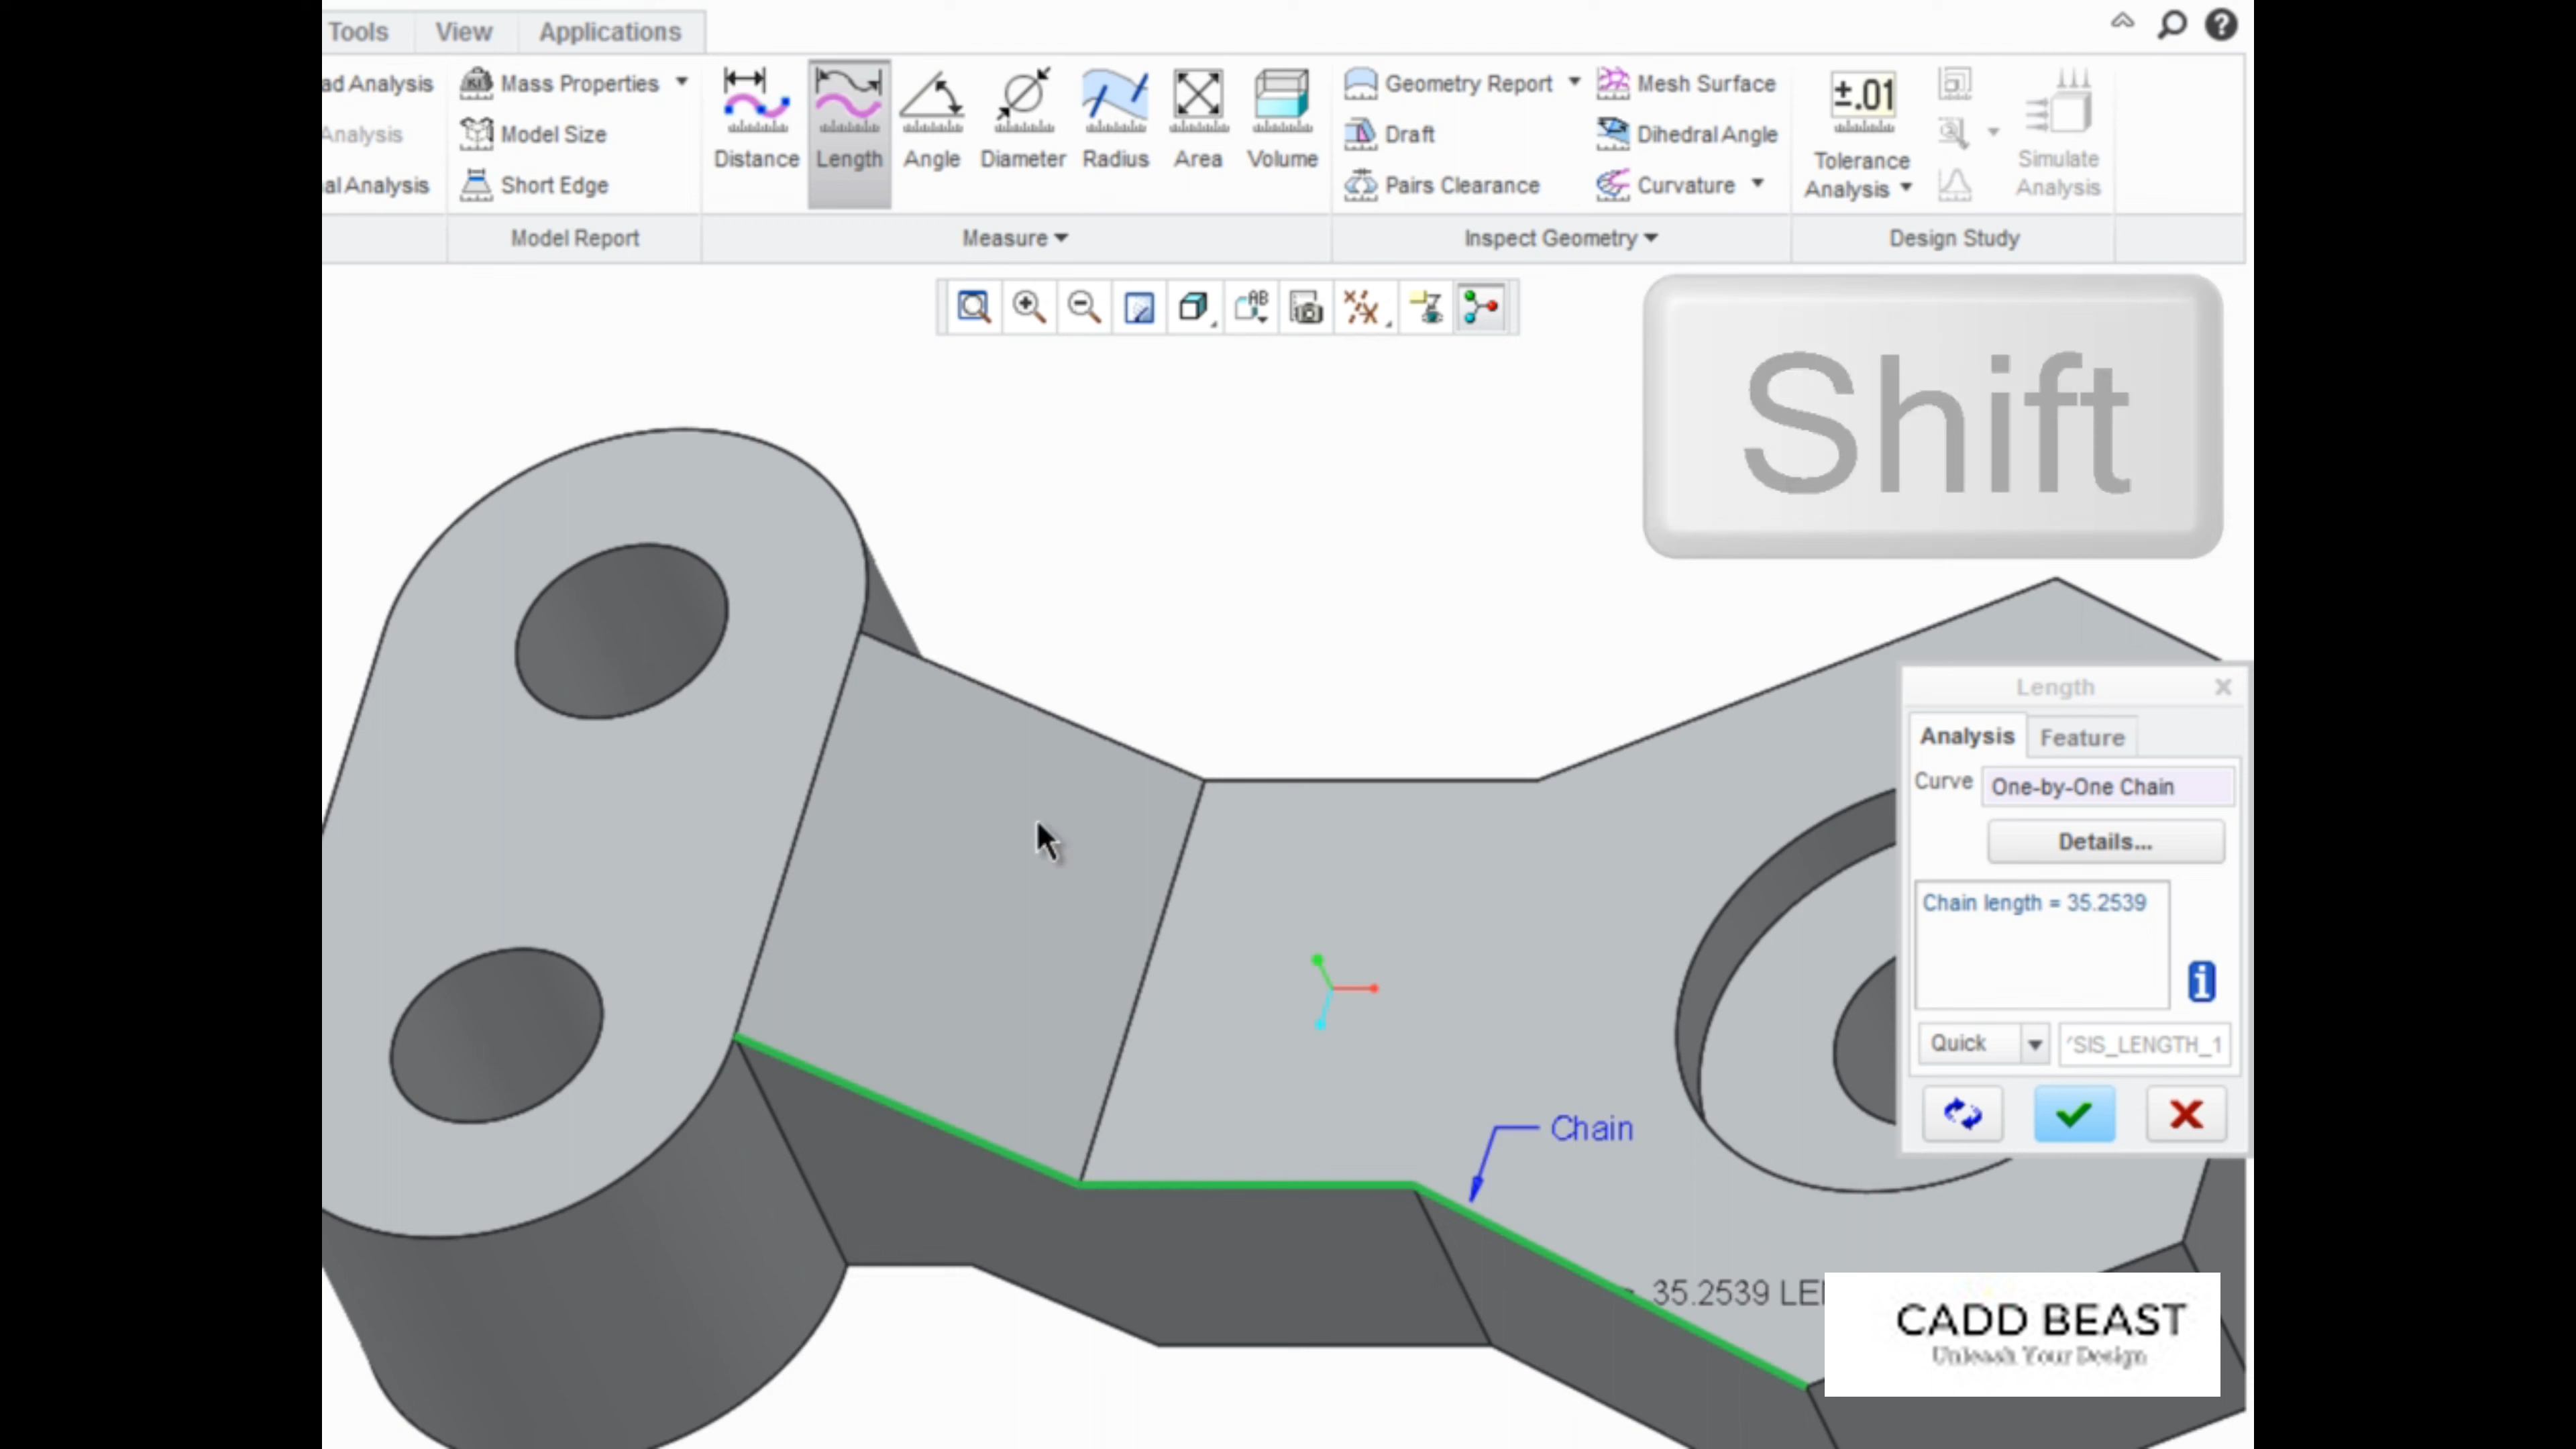 Tools View Applications
ad Analysis
Analysis
al Analysis
Mass Properties
Model Size
Short Edge
Model Report
Distance Length Angle Diameter Radius Area Volume
Measure
Geometry Report
Draft
Pairs Clearance
Mesh Surface
Dihedral Angle
Curvature
Inspect Geometry
±.01
Tolerance
Analysis
Simulate
Analysis
Design Study
Shift
Length
Analysis Feature
Curve One-by-One Chain
Details...
Chain length = 35.2539
Quick 'SIS_LENGTH_1
Chain
35.2539 LE
CADD BEAST
Unleash Your Design